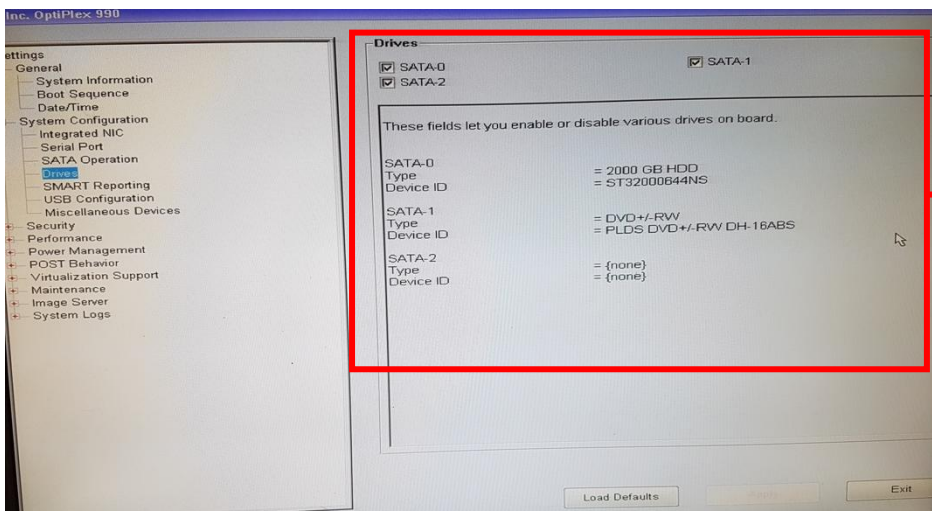 Inc. OptiPlex 990
ettings
General
System Information
Boot Sequence
Date/Time
System Configuration
Integrated NIC
Serial Port
SATA Operation
Drives
SMART Reporting
USB Configuration
Miscellaneous Devices
Security
Performance
Power Management
POST Behavior
Virtualization Support
Maintenance
Image Server
System Logs
Drives
SATA-0 SATA-1
SATA-2
These fields let you enable or disable various drives on board.
SATA-0
Type = 2000 GB HDD
Device ID = ST32000644NS
SATA-1
Type = DVD+/-RW
Device ID = PLDS DVD+/-RW DH-16ABS
SATA-2
Type = {none}
Device ID = {none}
Load Defaults Exit